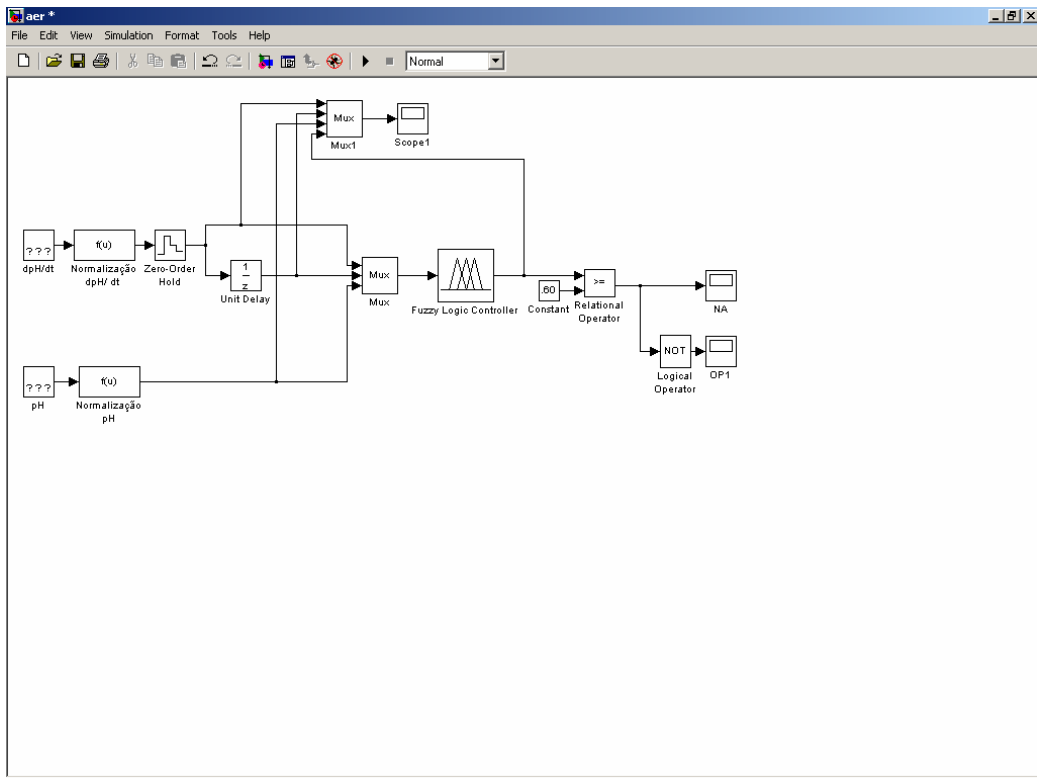 aer *
File Edit View Simulation Format Tools Help
Normal
Mux
Mux1
Scope1
???
dpH/dt
f(u)
Normalização
dpH/ dt
Zero-Order
Hold
1
z
Unit Delay
Mux
Mux
Fuzzy Logic Controller
.60
Constant
>=
Relational
Operator
NA
NOT
Logical
Operator
OP1
???
pH
f(u)
Normalização
pH